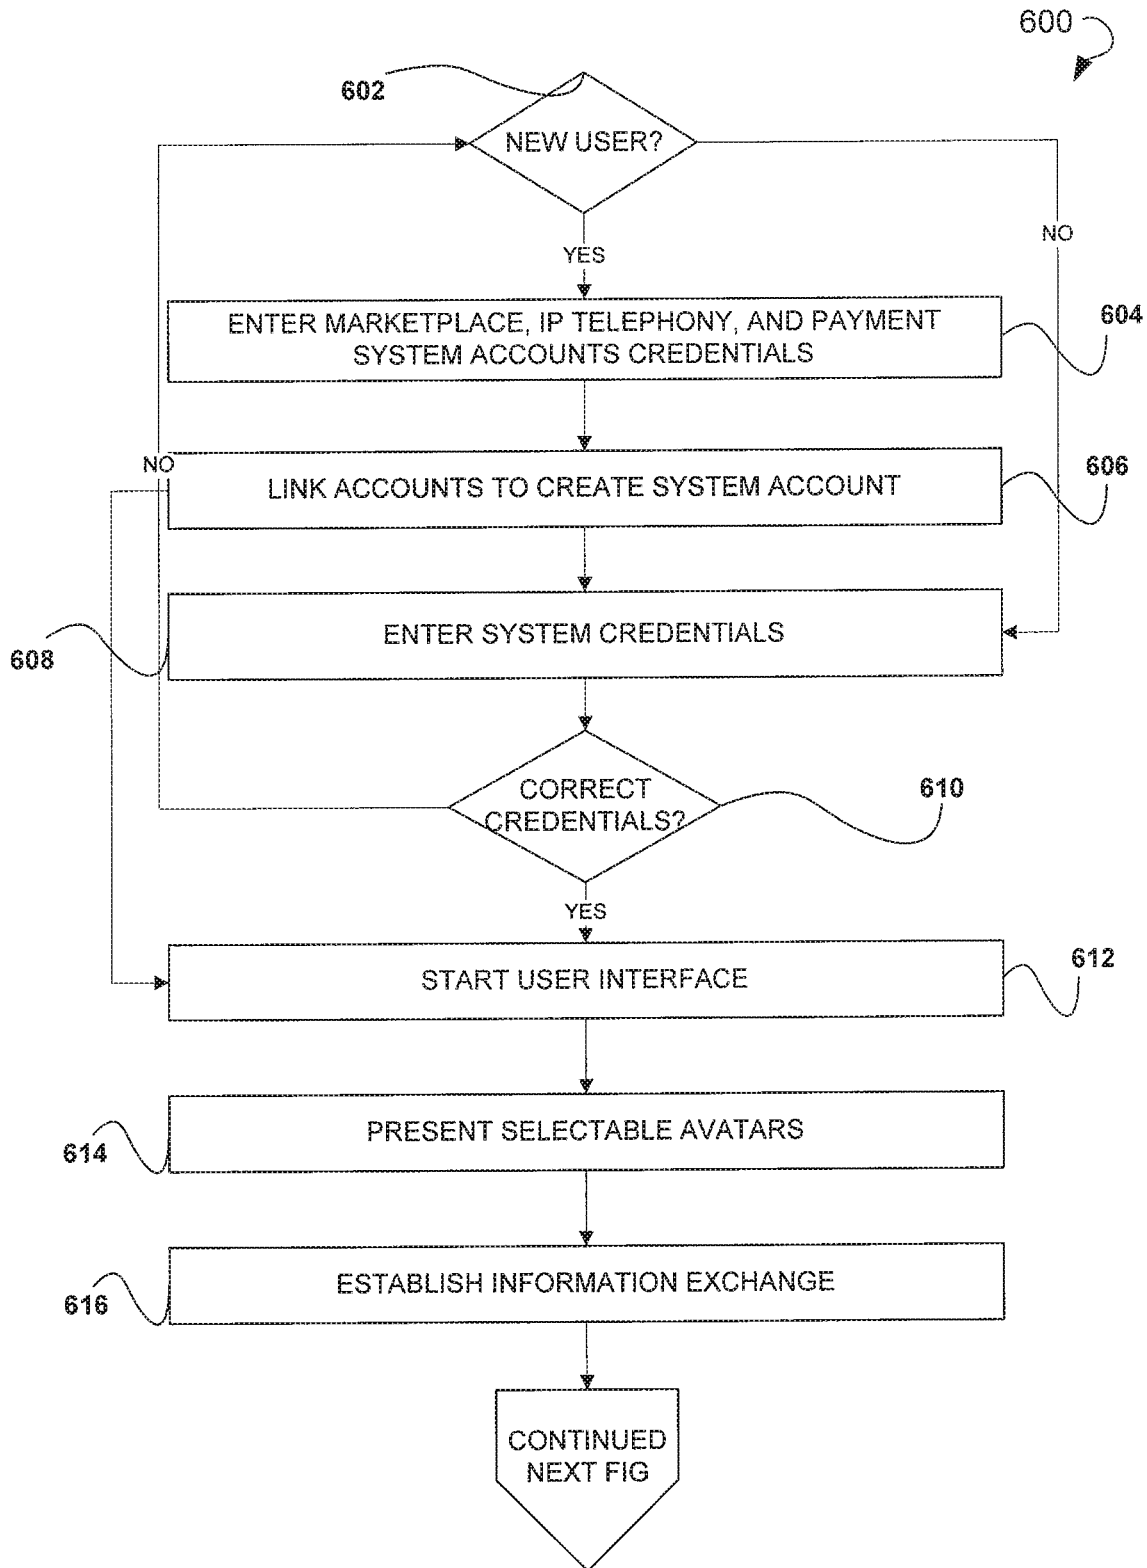 600
602
NEW USER?
NO
YES
ENTER MARKETPLACE, IP TELEPHONY, AND PAYMENT
SYSTEM ACCOUNTS CREDENTIALS
604
NO
LINK ACCOUNTS TO CREATE SYSTEM ACCOUNT
606
ENTER SYSTEM CREDENTIALS
608
CORRECT
CREDENTIALS?
610
YES
START USER INTERFACE
612
PRESENT SELECTABLE AVATARS
614
ESTABLISH INFORMATION EXCHANGE
616
CONTINUED
NEXT FIG